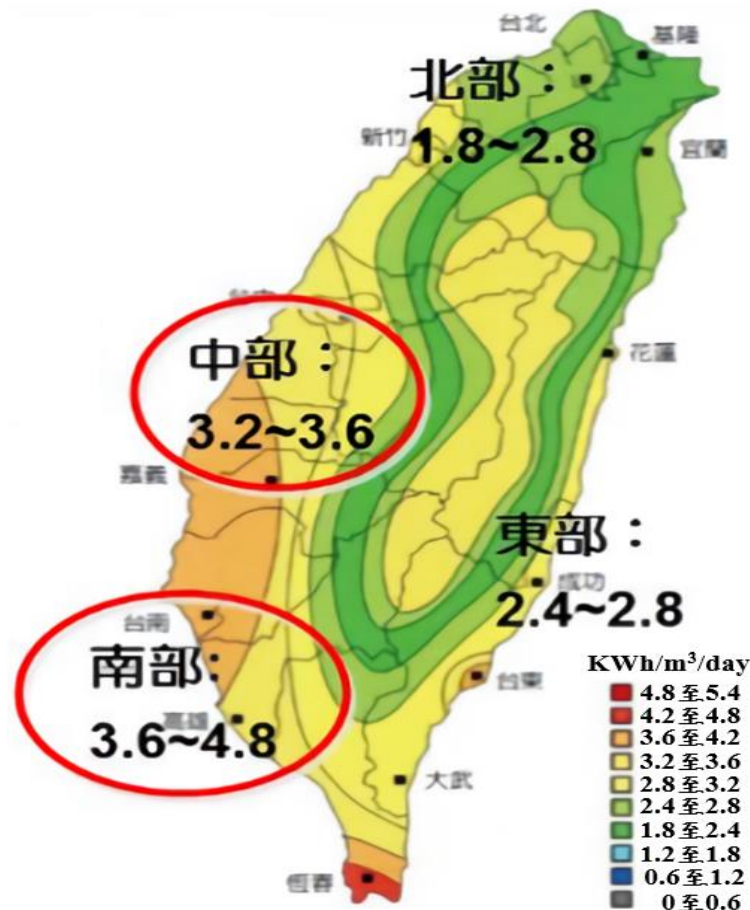 台北
基隆
北部：
新竹
1.8~2.8
宜蘭
中部：
花蓮
3.2~3.6
嘉義
東部：
成功
2.4~2.8
台南
南部:
台東
高雄
3.6~4.8
大武
恆春
KWh/m³/day
4.8至5.4
4.2至4.8
3.6至4.2
3.2至3.6
2.8至3.2
2.4至2.8
1.8至2.4
1.2至1.8
0.6至1.2
0至0.6